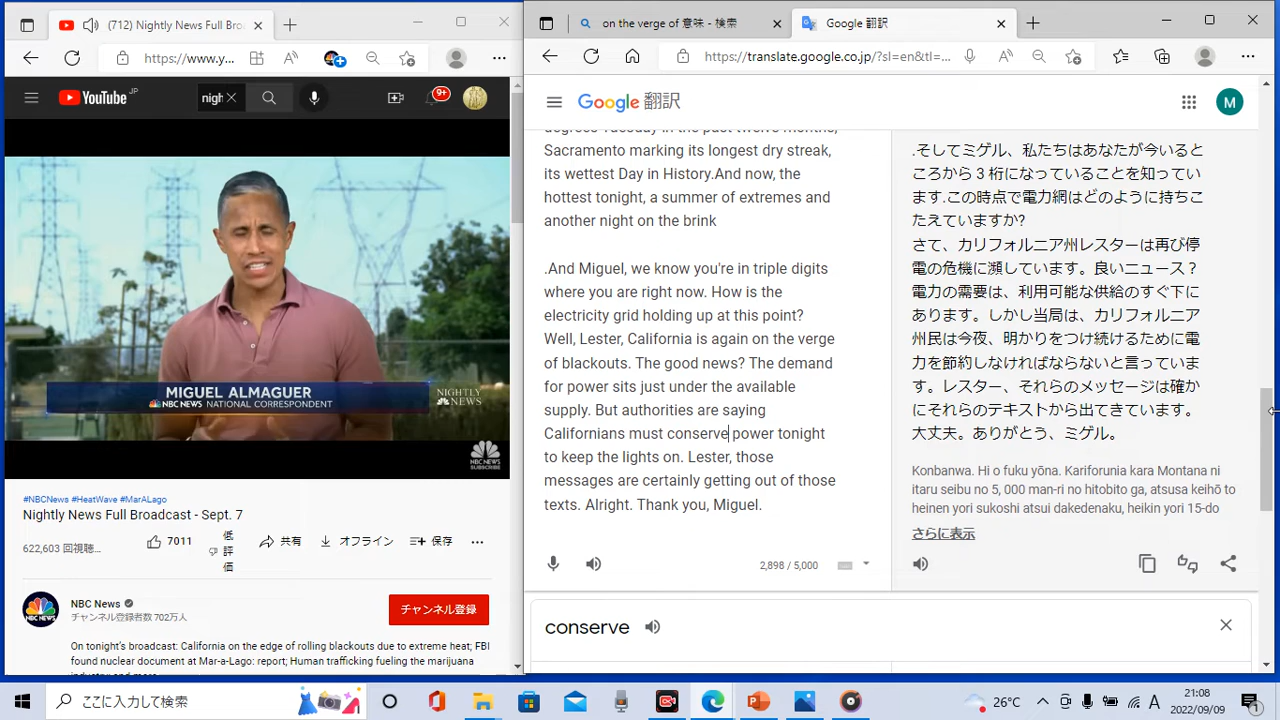 (712) Nightly News Full Broa
https://www.y...
YouTube JP
nigh
9+
MIGUEL ALMAGUER
NBC NEWS NATIONAL CORRESPONDENT
NIGHTLY
NEWS
NBC NEWS
SUBSCRIBE
#NBCNews #HeatWave #MarALago
Nightly News Full Broadcast - Sept. 7
622,603 回視聴...
7011
低評価
共有
オフライン
保存
NBC News
チャンネル登録者数 702万人
チャンネル登録
On tonight's broadcast: California on the edge of rolling blackouts due to extreme heat; FBI
found nuclear document at Mar-a-Lago: report; Human trafficking fueling the marijuana
on the verge of 意味 - 検索
Google 翻訳
https://translate.google.co.jp/?sl=en&tl=...
Google 翻訳
M
degrees Tuesday in the past twelve months,
Sacramento marking its longest dry streak,
its wettest Day in History.And now, the
hottest tonight, a summer of extremes and
another night on the brink
.And Miguel, we know you're in triple digits
where you are right now. How is the
electricity grid holding up at this point?
Well, Lester, California is again on the verge
of blackouts. The good news? The demand
for power sits just under the available
supply. But authorities are saying
Californians must conserve power tonight
to keep the lights on. Lester, those
messages are certainly getting out of those
texts. Alright. Thank you, Miguel.
2,898 / 5,000
.そしてミゲル、私たちはあなたが今いると
ころから 3 桁になっていることを知ってい
ます.この時点で電力網はどのように持ちこ
たえていますか?
さて、カリフォルニア州レスターは再び停
電の危機に瀕しています。良いニュース？
電力の需要は、利用可能な供給のすぐ下に
あります。しかし当局は、カリフォルニア
州民は今夜、明かりをつけ続けるために電
力を節約しなければならないと言っていま
す。レスター、それらのメッセージは確か
にそれらのテキストから出てきています。
大丈夫。ありがとう、ミゲル。
Konbanwa. Hi o fuku yōna. Kariforunia kara Montana ni
itaru seibu no 5, 000 man-ri no hitobito ga, atsusa keihō to
heinen yori sukoshi atsui dakedenaku, heikin yori 15-do
さらに表示
conserve
ここに入力して検索
26°C
A
21:08
2022/09/09
1